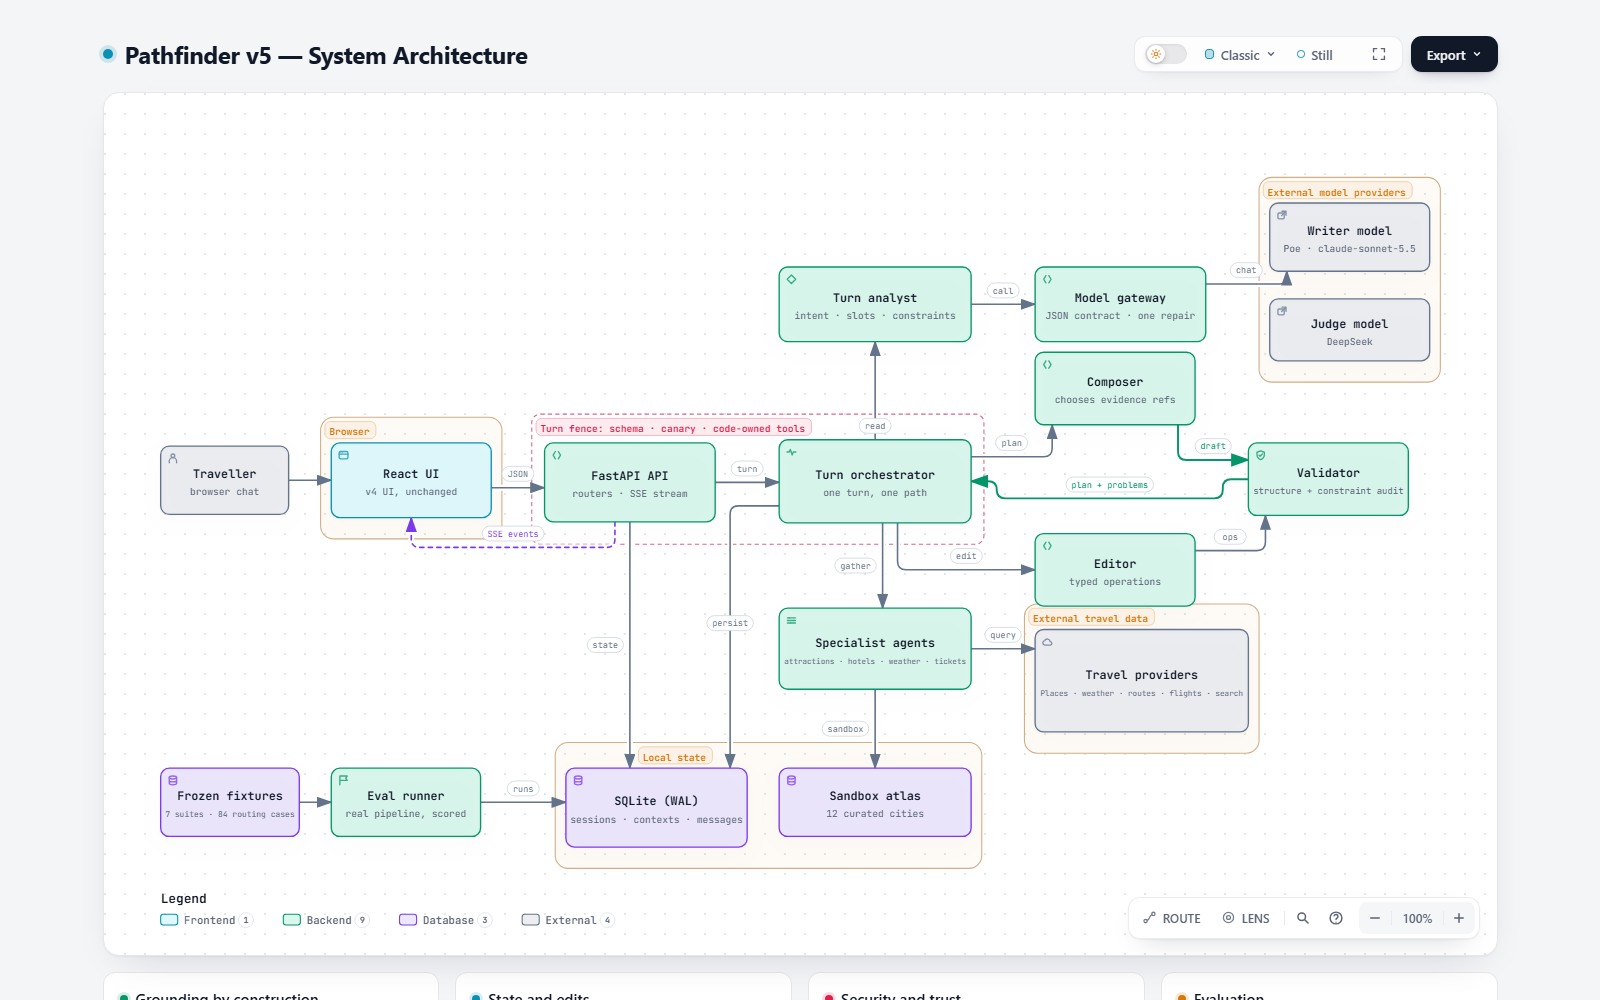 Pathfinder v5 — System Architecture
Classic
Still
Export
External model providers
Writer model
Poe · claude-sonnet-5.5
chat
Judge model
DeepSeek
Turn analyst
intent · slots · constraints
call
Model gateway
JSON contract · one repair
Composer
chooses evidence refs
read
plan
draft
Browser
Turn fence: schema · canary · code-owned tools
Traveller
browser chat
React UI
v4 UI, unchanged
JSON
FastAPI API
routers · SSE stream
turn
Turn orchestrator
one turn, one path
plan + problems
Validator
structure + constraint audit
SSE events
gather
edit
ops
Editor
typed operations
persist
state
Specialist agents
attractions · hotels · weather · tickets
query
External travel data
Travel providers
Places · weather · routes · flights · search
sandbox
Local state
Frozen fixtures
7 suites · 84 routing cases
Eval runner
real pipeline, scored
runs
SQLite (WAL)
sessions · contexts · messages
Sandbox atlas
12 curated cities
Legend
Frontend 1
Backend 9
Database 3
External 4
ROUTE
LENS
100%
Grounding by construction
State and edits
Security and trust
Evaluation